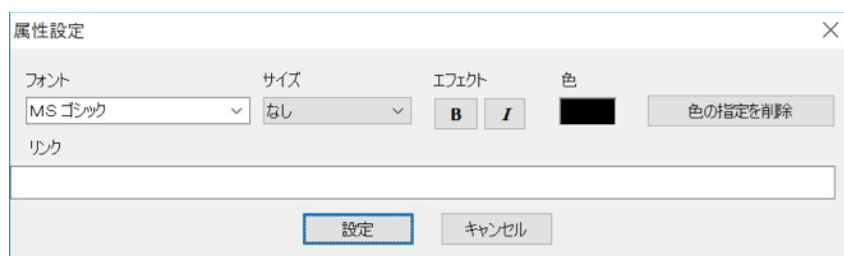 属性設定
フォント サイズ エフェクト 色
MS ゴシック なし B I 色の指定を削除
リンク
設定 キャンセル